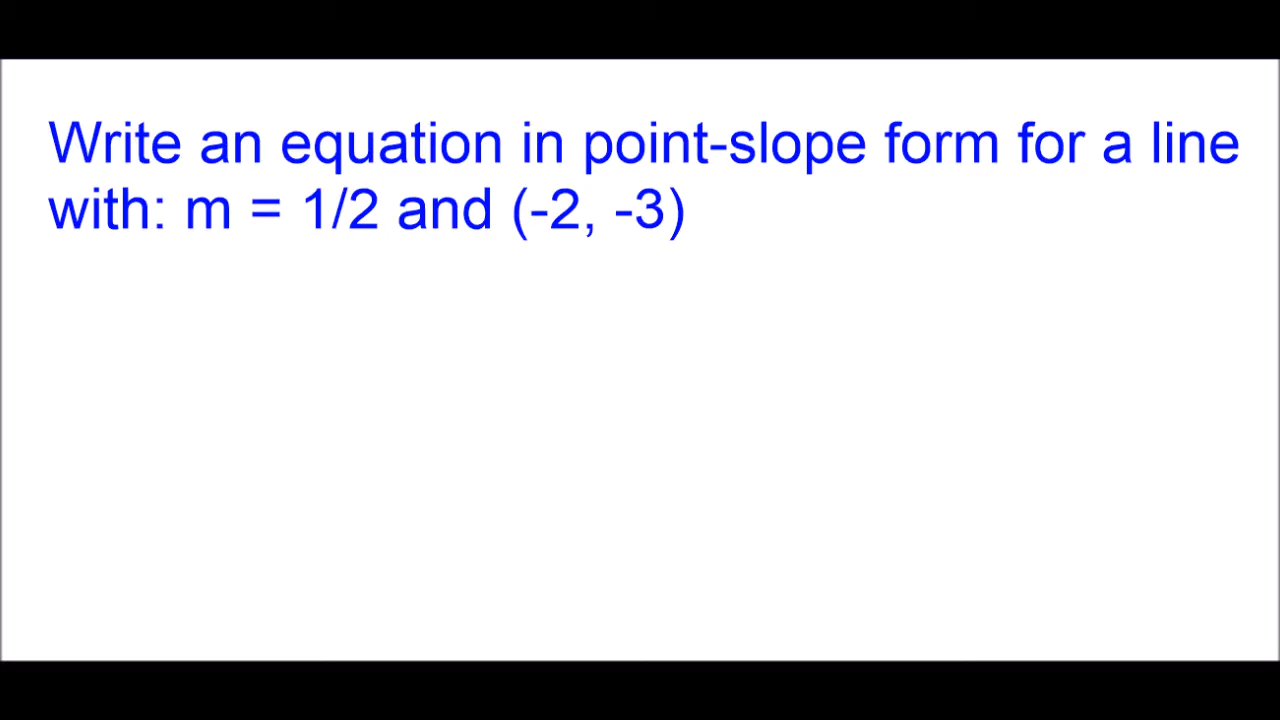 Write an equation in point-slope form for a line
with: m = 1/2 and (-2, -3)